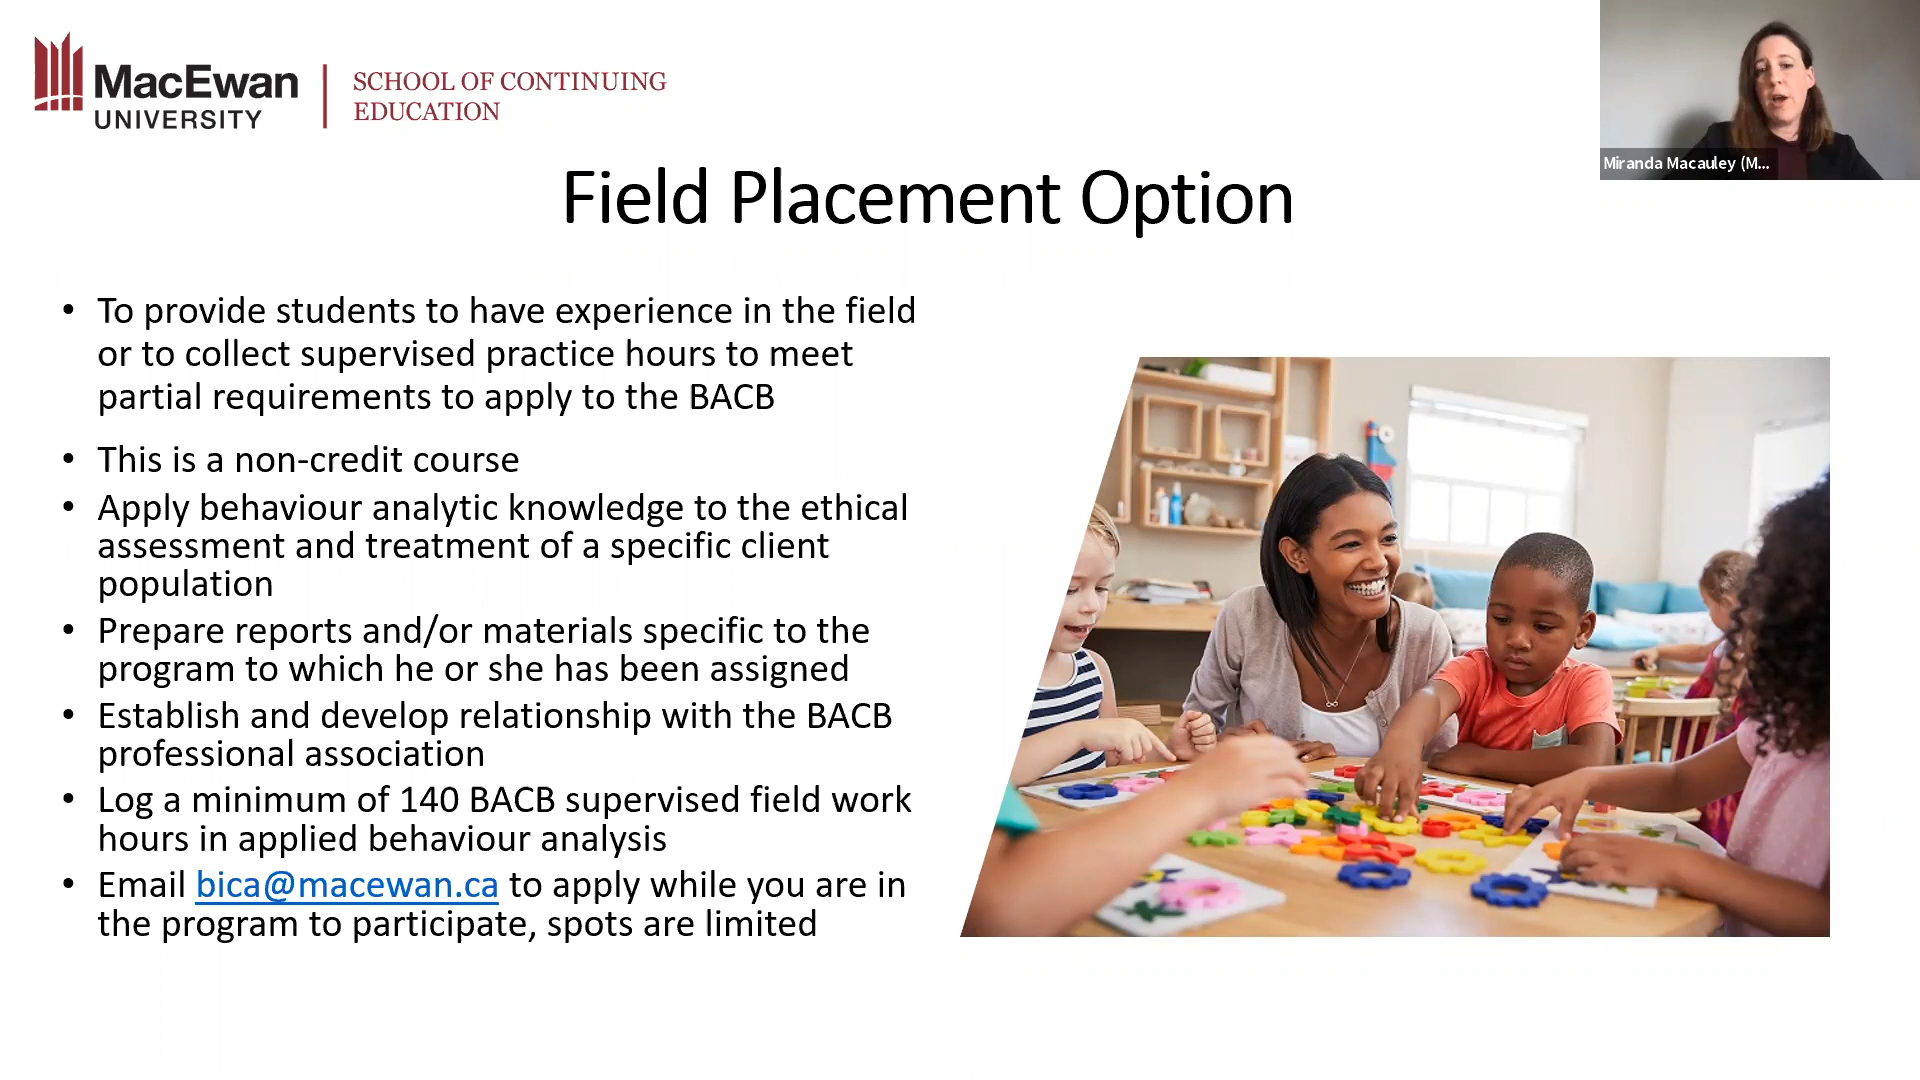 MacEwan
UNIVERSITY
SCHOOL OF CONTINUING
EDUCATION
Miranda Macauley (M...
Field Placement Option
• To provide students to have experience in the field
or to collect supervised practice hours to meet
partial requirements to apply to the BACB
• This is a non-credit course
• Apply behaviour analytic knowledge to the ethical
assessment and treatment of a specific client
population
• Prepare reports and/or materials specific to the
program to which he or she has been assigned
• Establish and develop relationship with the BACB
professional association
• Log a minimum of 140 BACB supervised field work
hours in applied behaviour analysis
• Email bica@macewan.ca to apply while you are in
the program to participate, spots are limited